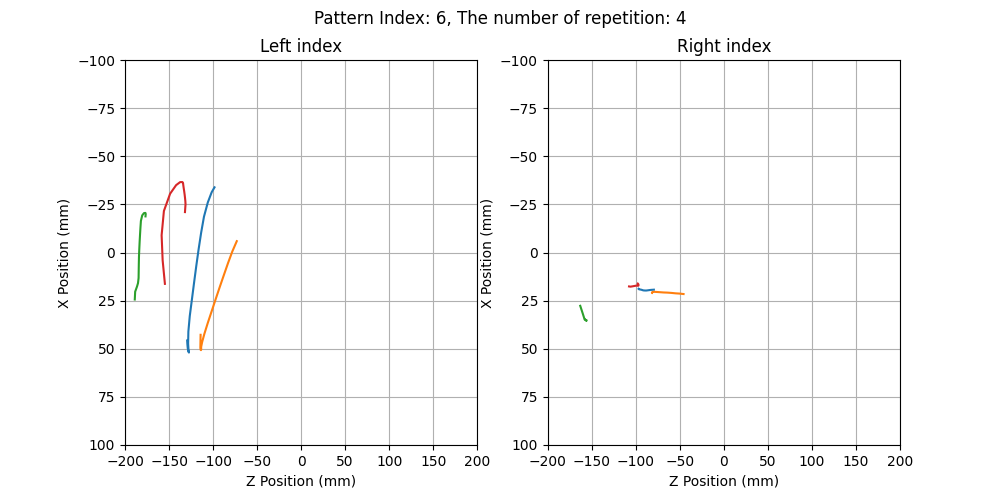 Pattern Index: 6, The number of repetition: 4
Left index
Right index
−100
−75
−50
−25
0
25
50
75
100
X Position (mm)
−200 −150 −100 −50 0 50 100 150 200
Z Position (mm)
−100
−75
−50
−25
0
25
50
75
100
X Position (mm)
−200 −150 −100 −50 0 50 100 150 200
Z Position (mm)